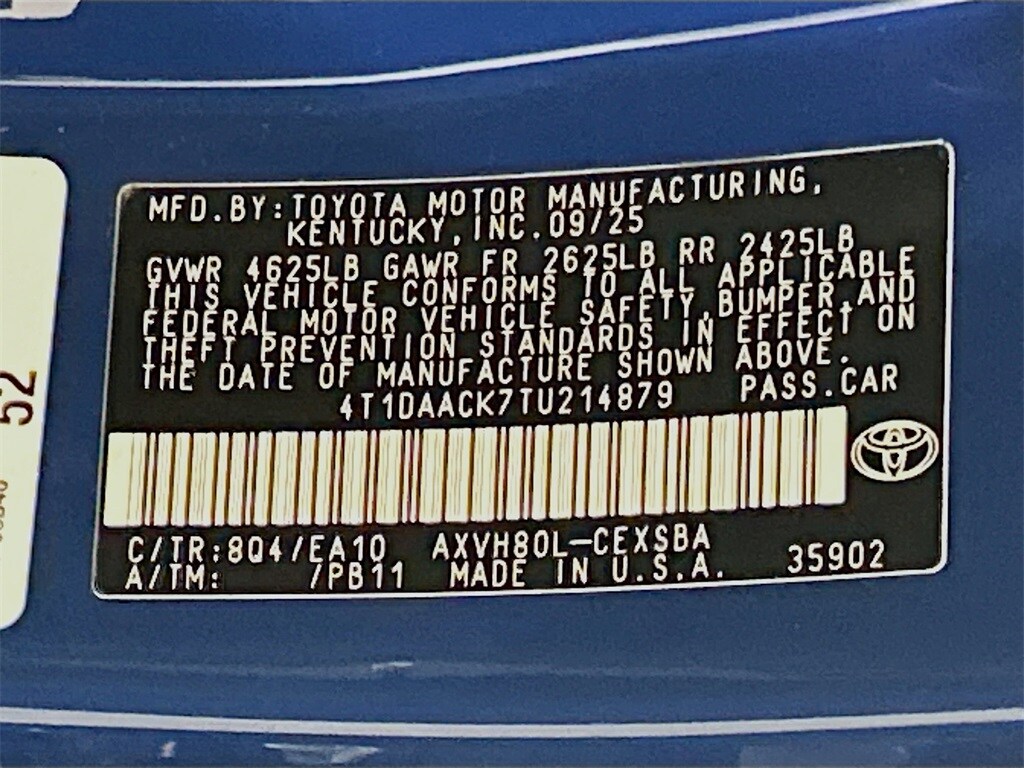 MFD.BY:TOYOTA MOTOR MANUFACTURING,
KENTUCKY,INC.09/25
GVWR 4625LB GAWR FR 2625LB RR 2425LB
THIS VEHICLE CONFORMS TO ALL APPLICABLE
FEDERAL MOTOR VEHICLE SAFETY,BUMPER,AND
THEFT PREVENTION STANDARDS IN EFFECT ON
THE DATE OF MANUFACTURE SHOWN ABOVE.
4T1DAACK7TU214879 PASS.CAR
C/TR:8Q4/EA10 AXVH80L-CEXSBA
A/TM: /PB11 MADE IN U.S.A. 35902
52